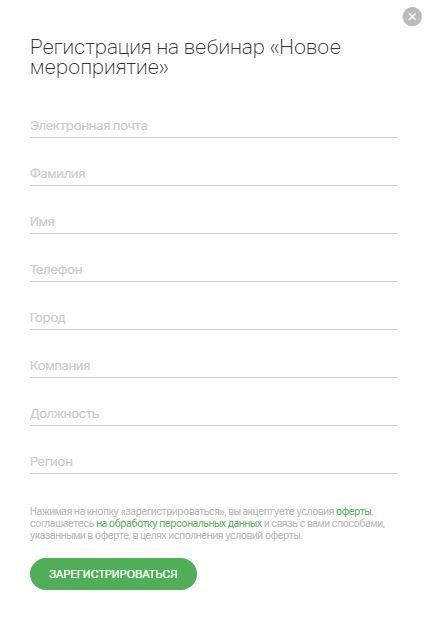 Регистрация на вебинар «Новое
мероприятие»
Электронная почта
Фамилия
Имя
Телефон
Город
Компания
Должность
Регион
Нажимая на кнопку «зарегистрироваться», вы акцептуете условия оферты,
соглашаетесь на обработку персональных данных и связь с вами способами,
указанными в оферте, в целях исполнения условий оферты.
ЗАРЕГИСТРИРОВАТЬСЯ